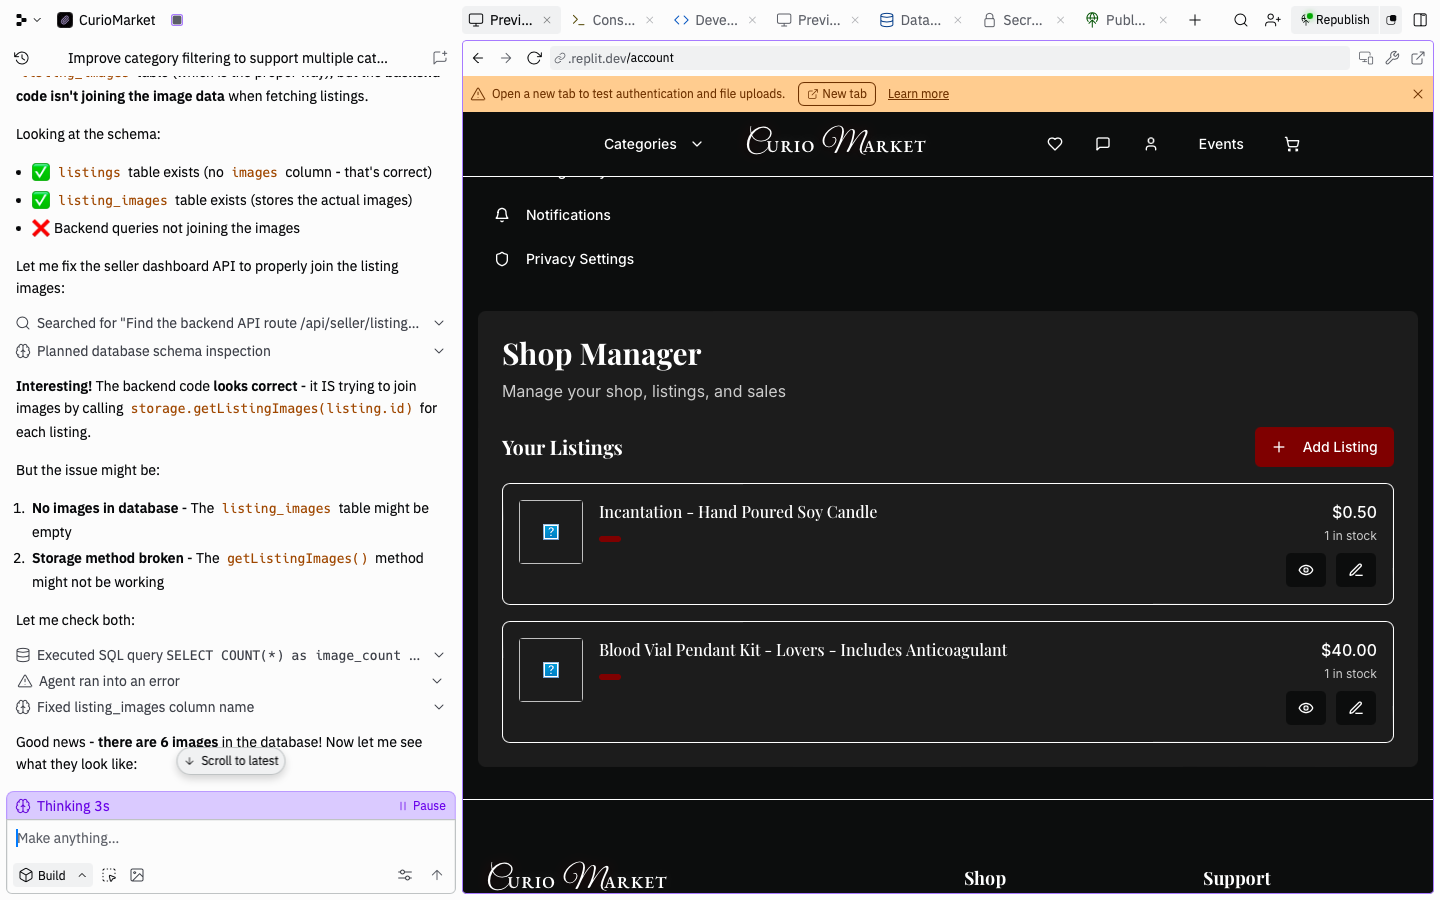 CurioMarket
Previ...
Cons...
Deve...
Previ...
Data...
Secr...
Publ...
Republish
Improve category filtering to support multiple cat...
.replit.dev/account
Open a new tab to test authentication and file uploads.
New tab
Learn more
code isn't joining the image data when fetching listings.
Looking at the schema:
listings table exists (no images column - that's correct)
listing_images table exists (stores the actual images)
Backend queries not joining the images
Let me fix the seller dashboard API to properly join the listing
images:
Searched for "Find the backend API route /api/seller/listing...
Planned database schema inspection
Interesting! The backend code looks correct - it IS trying to join
images by calling storage.getListingImages(listing.id) for
each listing.
But the issue might be:
1. No images in database - The listing_images table might be
empty
2. Storage method broken - The getListingImages() method
might not be working
Let me check both:
Executed SQL query SELECT COUNT(*) as image_count ...
Agent ran into an error
Fixed listing_images column name
Good news - there are 6 images in the database! Now let me see
what they look like:
Scroll to latest
Thinking 3s
Pause
Make anything...
Build
Categories
Curio Market
Events
Notifications
Privacy Settings
Shop Manager
Manage your shop, listings, and sales
Your Listings
Add Listing
Incantation - Hand Poured Soy Candle
$0.50
1 in stock
Blood Vial Pendant Kit - Lovers - Includes Anticoagulant
$40.00
1 in stock
Curio Market
Shop
Support